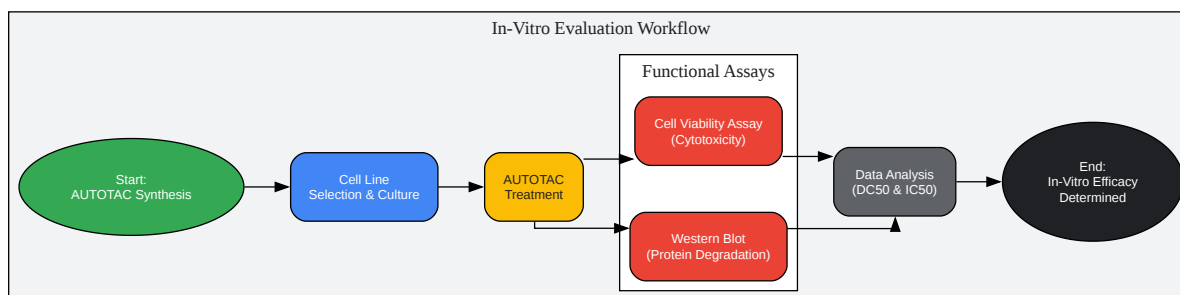 In-Vitro Evaluation Workflow
Functional Assays
Start:
AUTOTAC Synthesis
Cell Line
Selection & Culture
AUTOTAC
Treatment
Cell Viability Assay
(Cytotoxicity)
Western Blot
(Protein Degradation)
Data Analysis
(DC50 & IC50)
End:
In-Vitro Efficacy
Determined